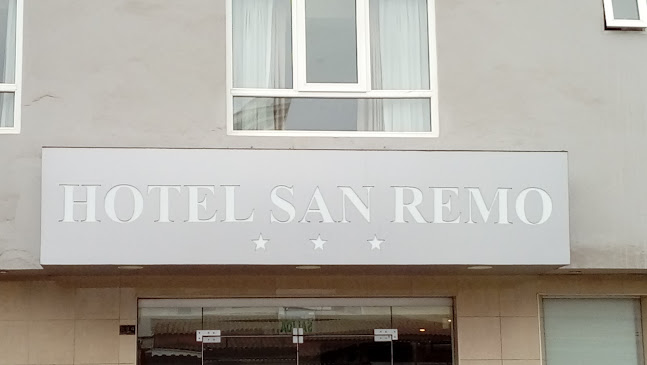 HOTEL SAN REMO
★ ★ ★